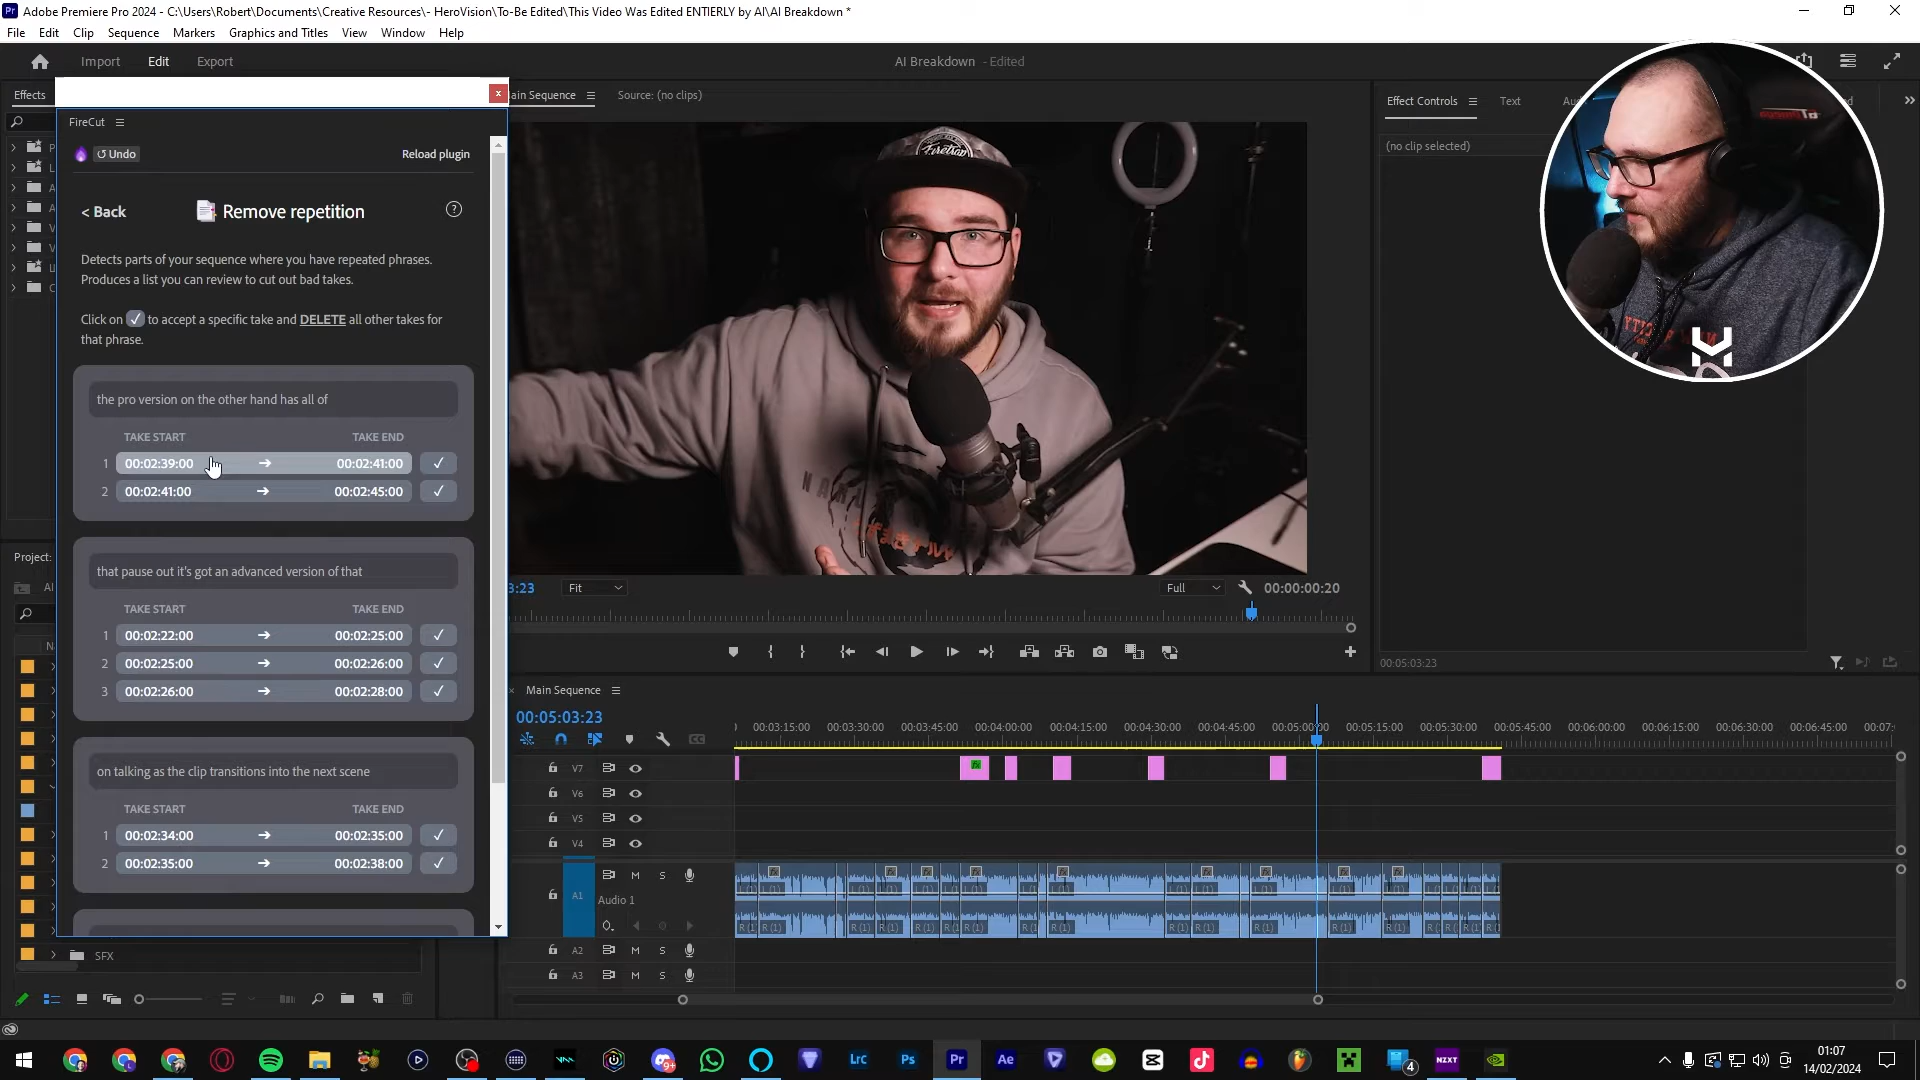 Pr Adobe Premiere Pro 2024 - C:\Users\Robert\Documents\Creative Resources\- HeroVision\To-Be Edited\This Video Was Edited ENTIERLY by AI\AI Breakdown *
File Edit Clip Sequence Markers Graphics and Titles View Window Help
Import Edit Export
AI Breakdown - Edited
Effects
FireCut
Undo
Reload plugin
< Back
Remove repetition
Detects parts of your sequence where you have repeated phrases.
Produces a list you can review to cut out bad takes.
Click on ✓ to accept a specific take and DELETE all other takes for
that phrase.
the pro version on the other hand has all of
TAKE START TAKE END
1 00:02:39:00 → 00:02:41:00 ✓
2 00:02:41:00 → 00:02:45:00 ✓
that pause out it's got an advanced version of that
TAKE START TAKE END
1 00:02:22:00 → 00:02:25:00 ✓
2 00:02:25:00 → 00:02:26:00 ✓
3 00:02:26:00 → 00:02:28:00 ✓
on talking as the clip transitions into the next scene
TAKE START TAKE END
1 00:02:34:00 → 00:02:35:00 ✓
2 00:02:35:00 → 00:02:38:00 ✓
Project:
SFX
ain Sequence
Source: (no clips)
Firetrap
3:23
Fit
Full
00:00:00:20
Effect Controls Text
(no clip selected)
00:05:03:23
Main Sequence
00:05:03:23
00:03:15:00 00:03:30:00 00:03:45:00 00:04:00:00 00:04:15:00 00:04:30:00 00:04:45:00 00:05:00:00 00:05:15:00 00:05:30:00 00:05:45:00 00:06:00:00 00:06:15:00 00:06:30:00 00:06:45:00 00:07:
V7
V6
V5
V4
A1 M S
Audio 1
A2 M S
A3 M S
Lrc Ps Pr Ae NZXT
9+
4
01:07
14/02/2024